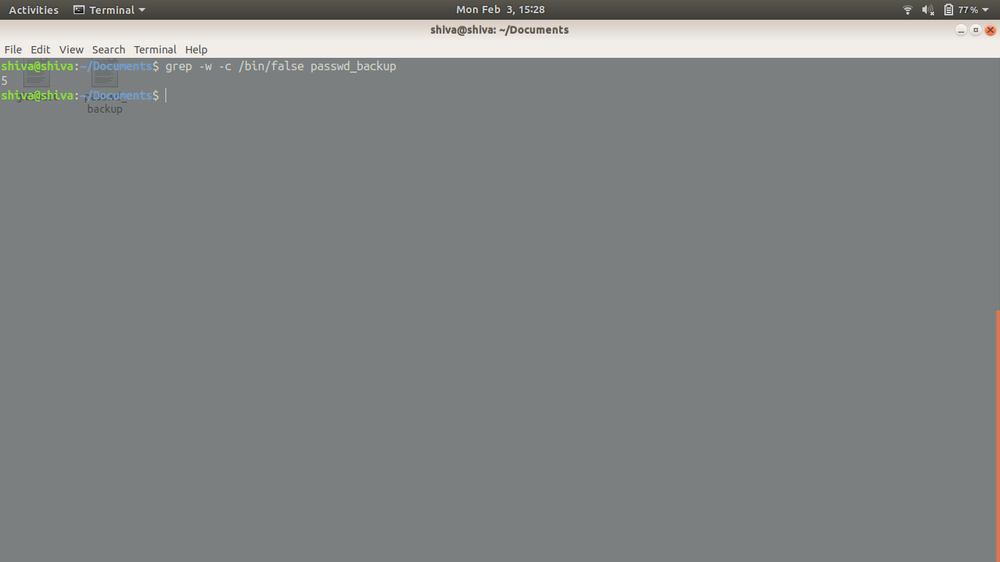 Activities Terminal Mon Feb 3, 15:28 77%
shiva@shiva: ~/Documents
File Edit View Search Terminal Help
shiva@shiva:~/Documents$ grep -w -c /bin/false passwd_backup
5
shiva@shiva:~/Documents$
backup